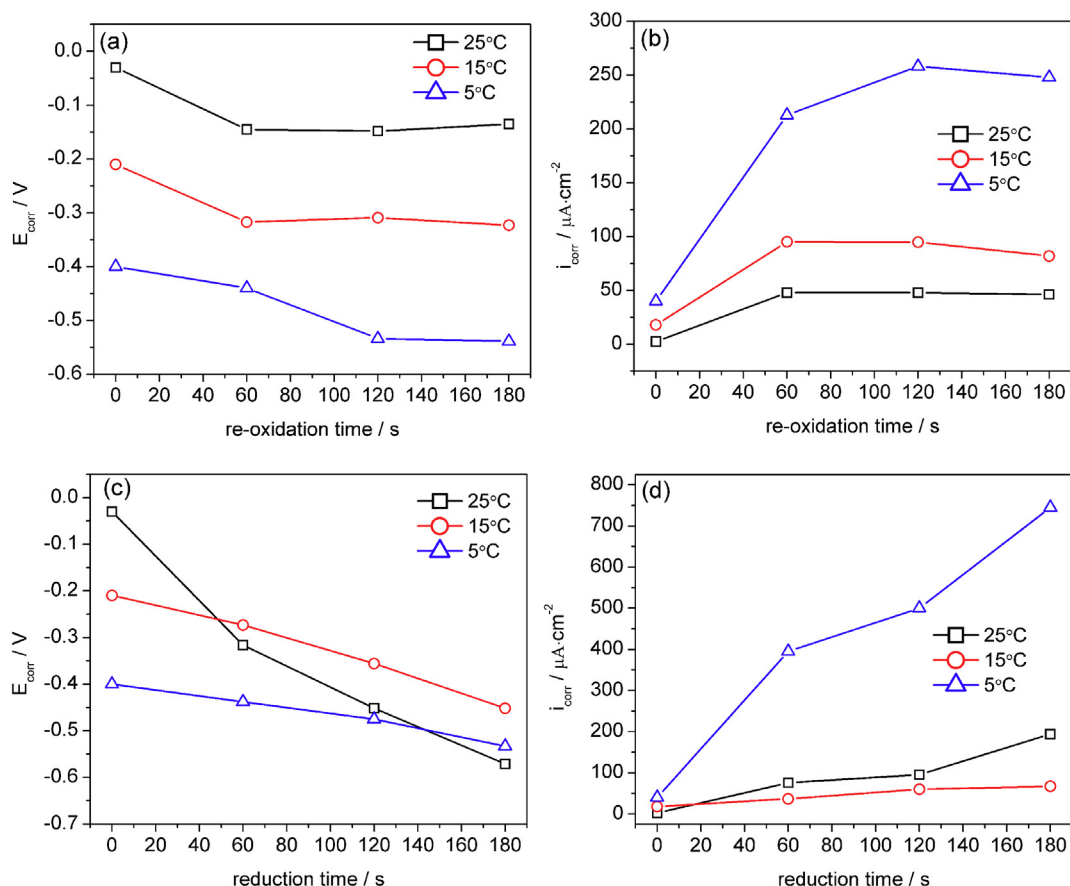 (a)
25°C
15°C
5°C
0.0
-0.1
-0.2
-0.3
-0.4
-0.5
-0.6
E_corr / V
0 20 40 60 80 100 120 140 160 180
re-oxidation time / s
(b)
300
250
200
150
100
50
0
i_corr / μA·cm⁻²
25°C
15°C
5°C
0 20 40 60 80 100 120 140 160 180
re-oxidation time / s
(c)
25°C
15°C
5°C
0.0
-0.1
-0.2
-0.3
-0.4
-0.5
-0.6
-0.7
E_corr / V
0 20 40 60 80 100 120 140 160 180
reduction time / s
(d)
800
700
600
500
400
300
200
100
0
i_corr / μA·cm⁻²
25°C
15°C
5°C
0 20 40 60 80 100 120 140 160 180
reduction time / s